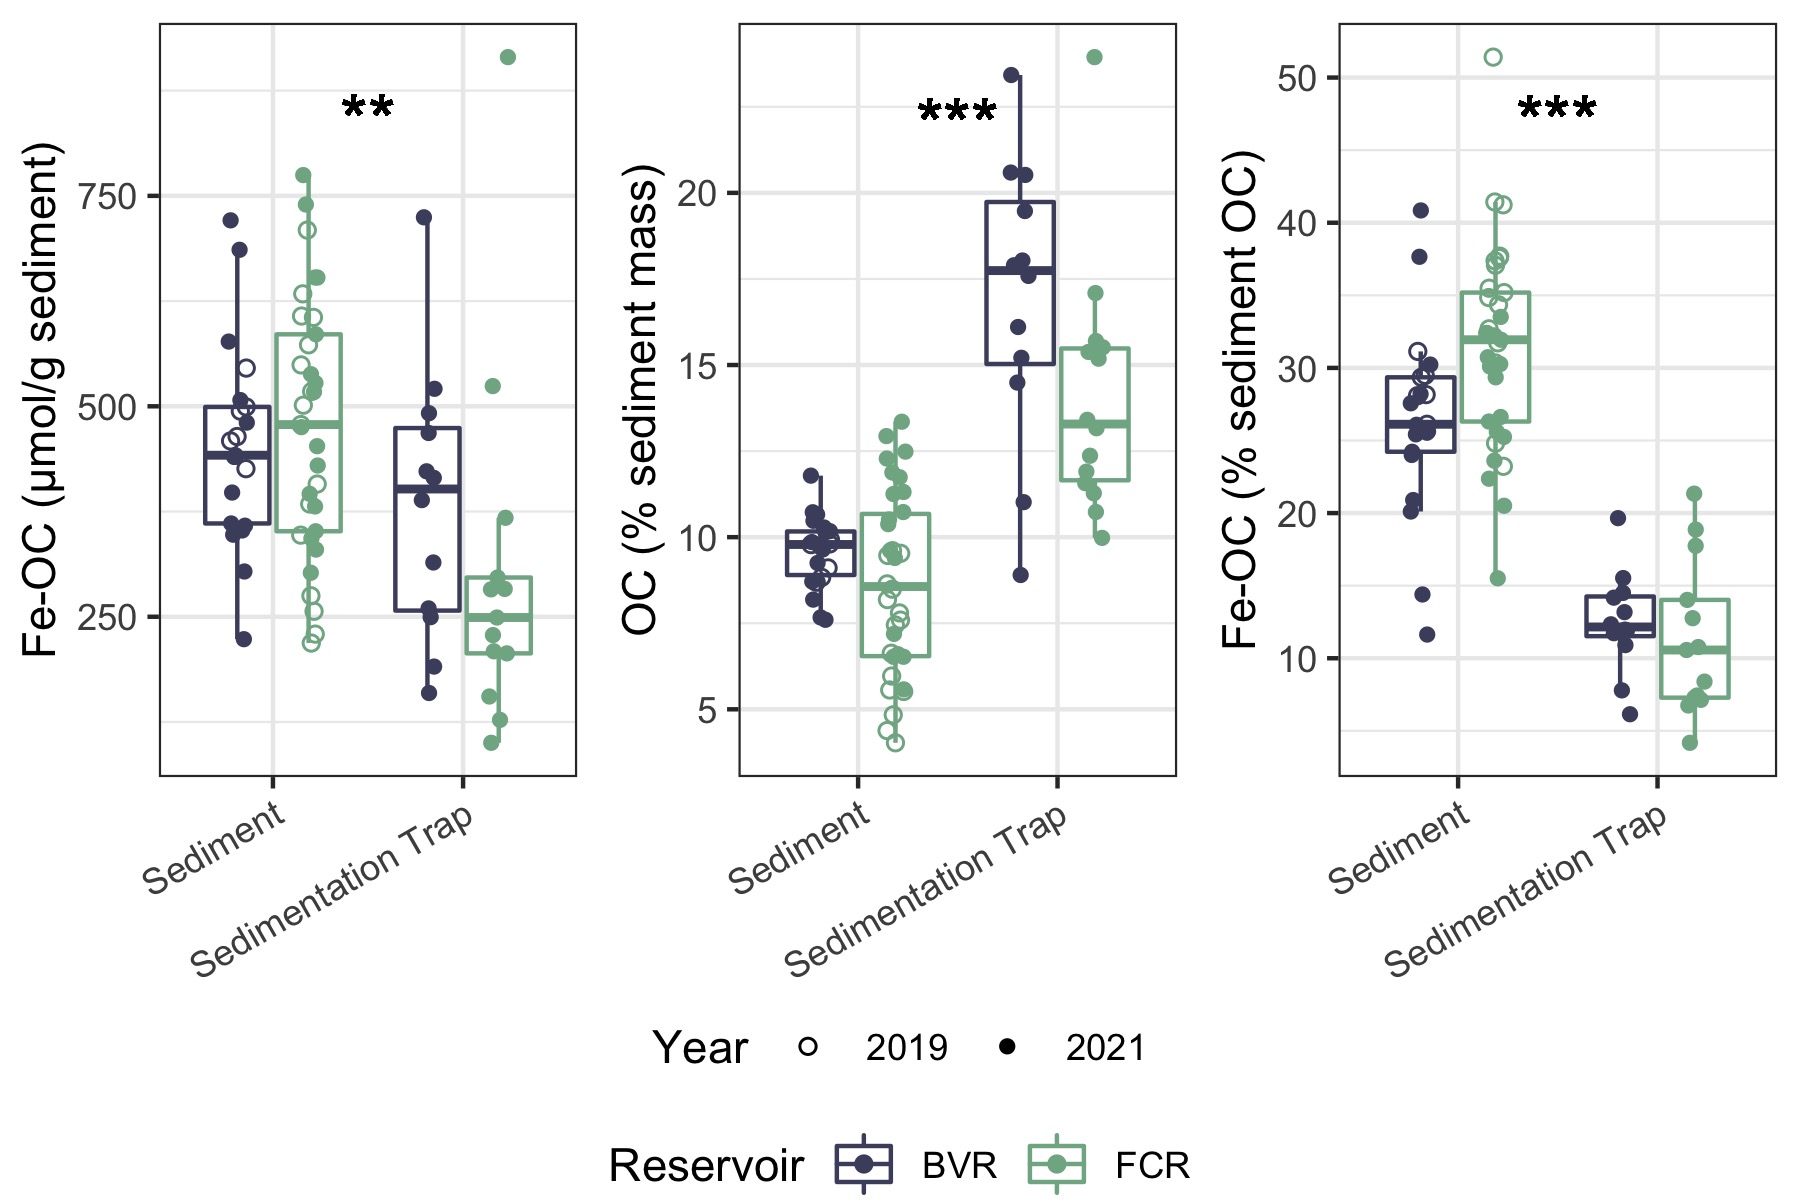 Fe-OC (μmol/g sediment)
750
500
250
**
Sediment
Sedimentation Trap
OC (% sediment mass)
20
15
10
5
***
Sediment
Sedimentation Trap
Fe-OC (% sediment OC)
50
40
30
20
10
***
Sediment
Sedimentation Trap
Year 2019 2021
Reservoir BVR FCR